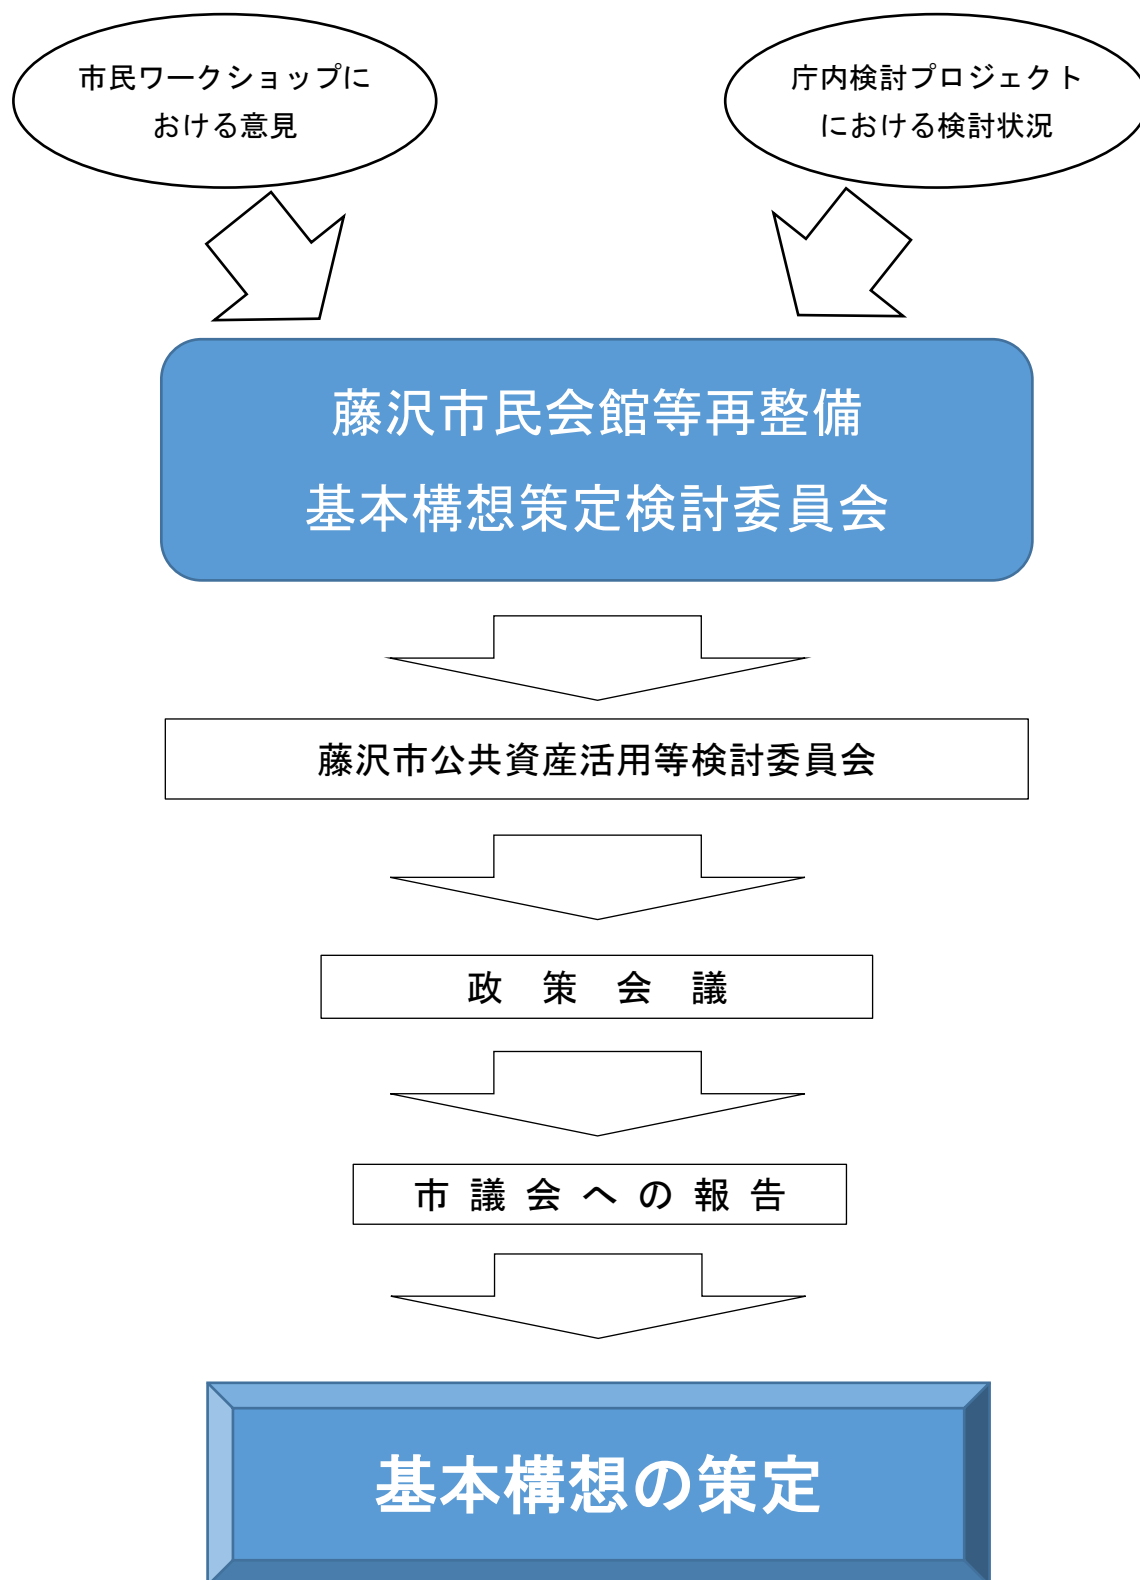 市民ワークショップに
おける意見
庁内検討プロジェクト
における検討状況
藤沢市民会館等再整備
基本構想策定検討委員会
藤沢市公共資産活用等検討委員会
政　策　会　議
市 議 会 へ の 報 告
基本構想の策定